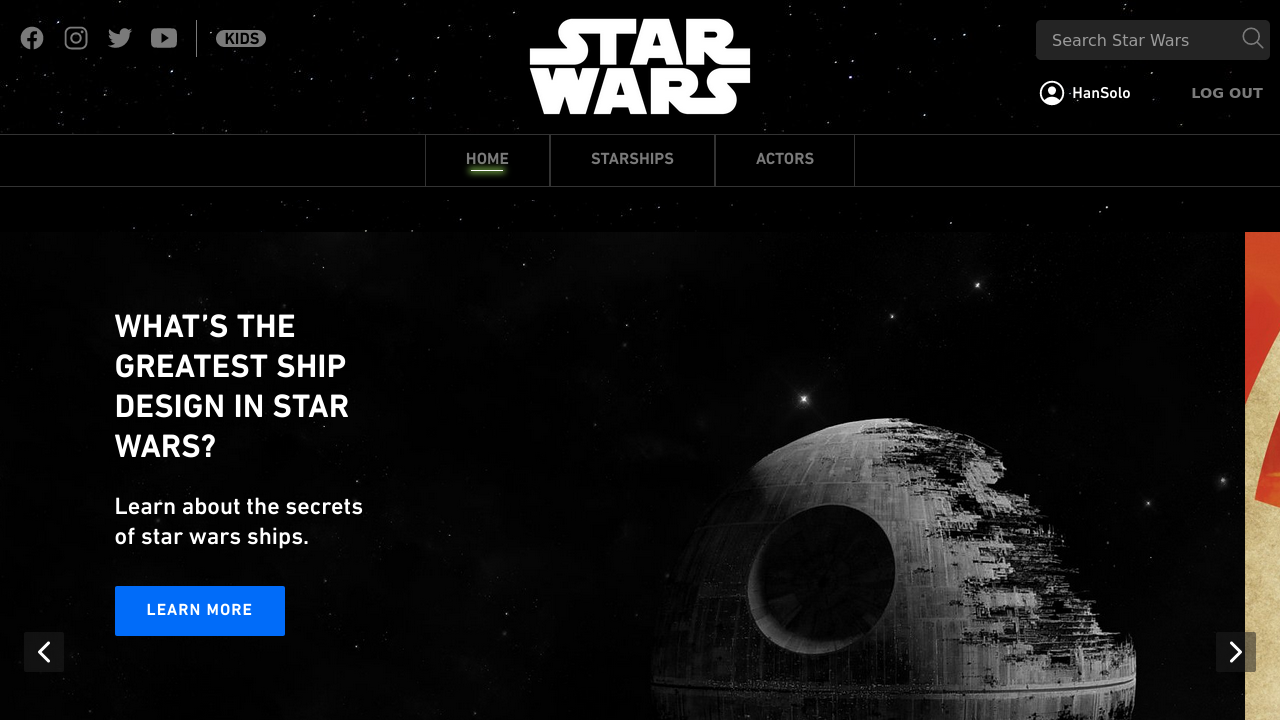 KIDS
STAR
WARS
Search Star Wars
HanSolo
LOG OUT
HOME
STARSHIPS
ACTORS
WHAT’S THE
GREATEST SHIP
DESIGN IN STAR
WARS?
Learn about the secrets
of star wars ships.
LEARN MORE